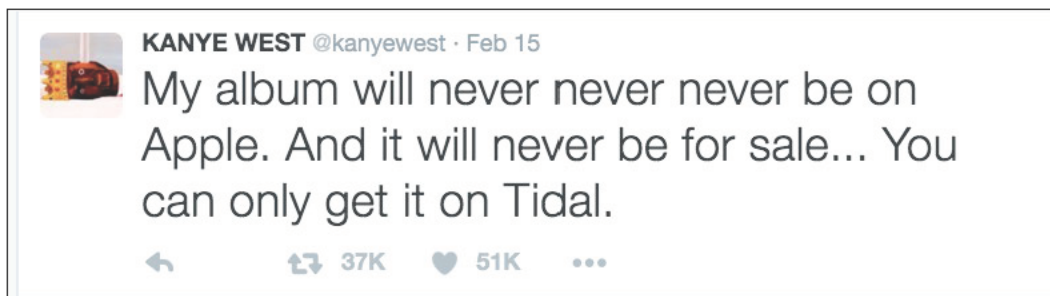 KANYE WEST @kanyewest · Feb 15
My album will never never never be on
Apple. And it will never be for sale... You
can only get it on Tidal.
37K 51K